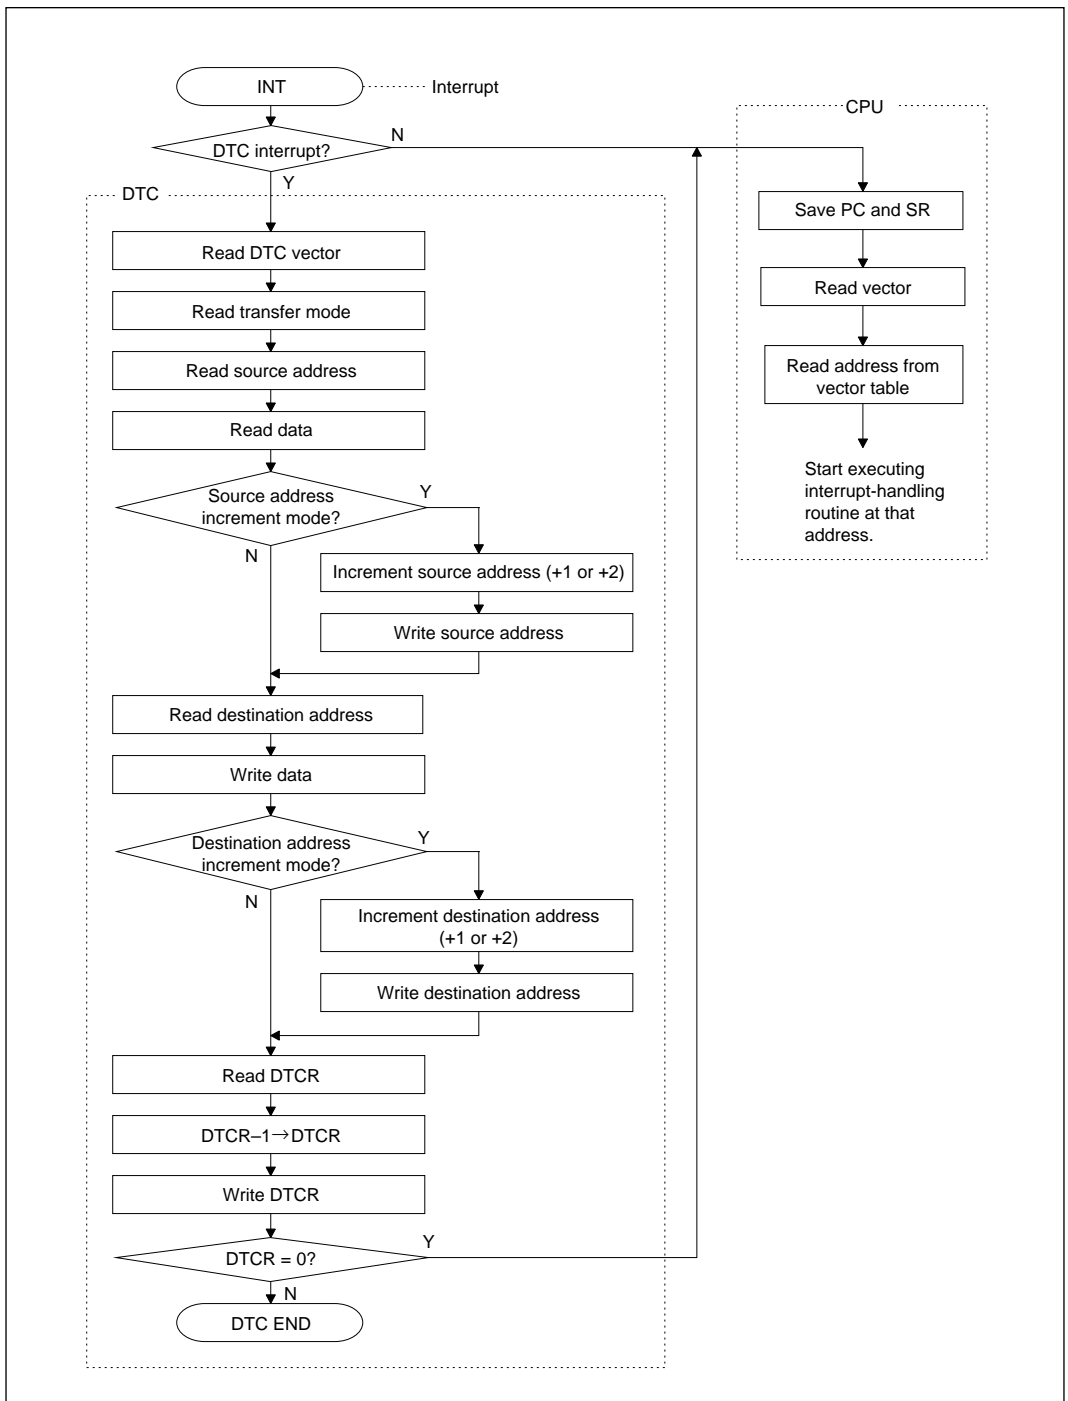 INT
Interrupt
CPU
DTC interrupt?
N
Y
DTC
Save PC and SR
Read DTC vector
Read vector
Read transfer mode
Read source address
Read address from
vector table
Read data
Start executing
interrupt-handling
routine at that
address.
Source address
increment mode?
Y
N
Increment source address (+1 or +2)
Write source address
Read destination address
Write data
Destination address
increment mode?
Y
N
Increment destination address
(+1 or +2)
Write destination address
Read DTCR
DTCR–1→DTCR
Write DTCR
DTCR = 0?
Y
N
DTC END